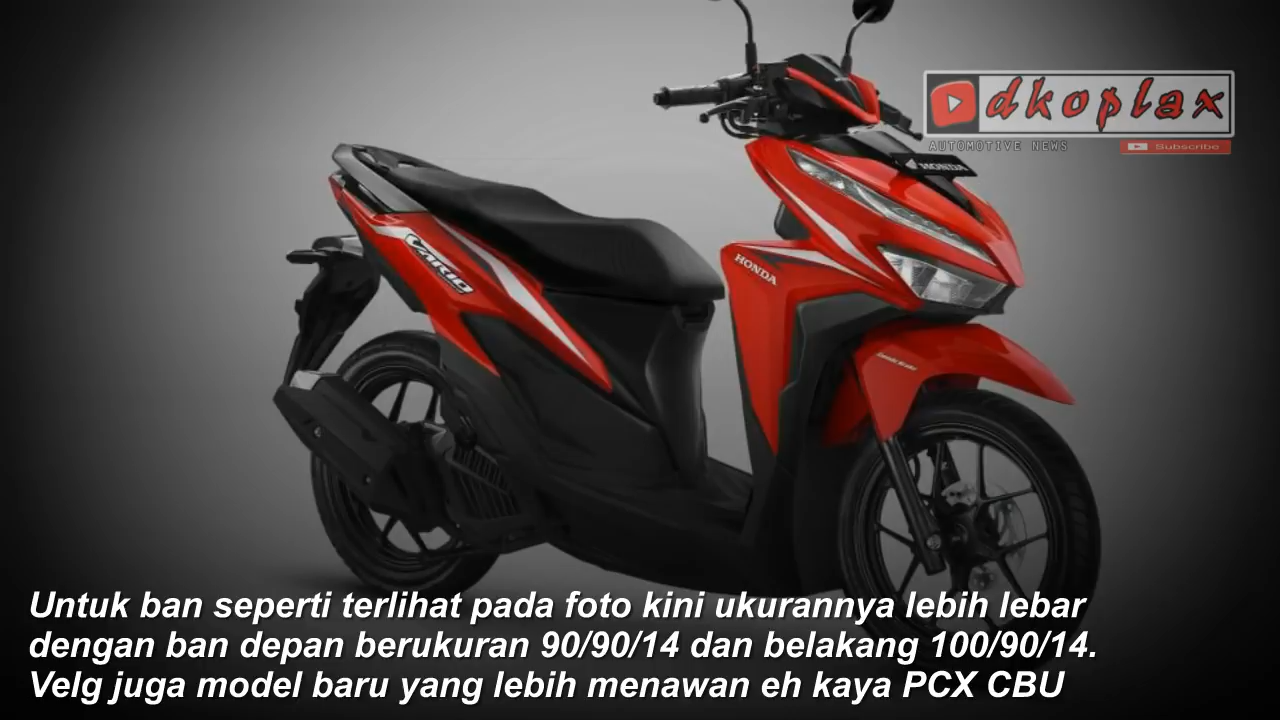 dkoplax
AUTOMOTIVE NEWS
Subscribe
HONDA
HONDA
VARIO
Untuk ban seperti terlihat pada foto kini ukurannya lebih lebar
dengan ban depan berukuran 90/90/14 dan belakang 100/90/14.
Velg juga model baru yang lebih menawan eh kaya PCX CBU